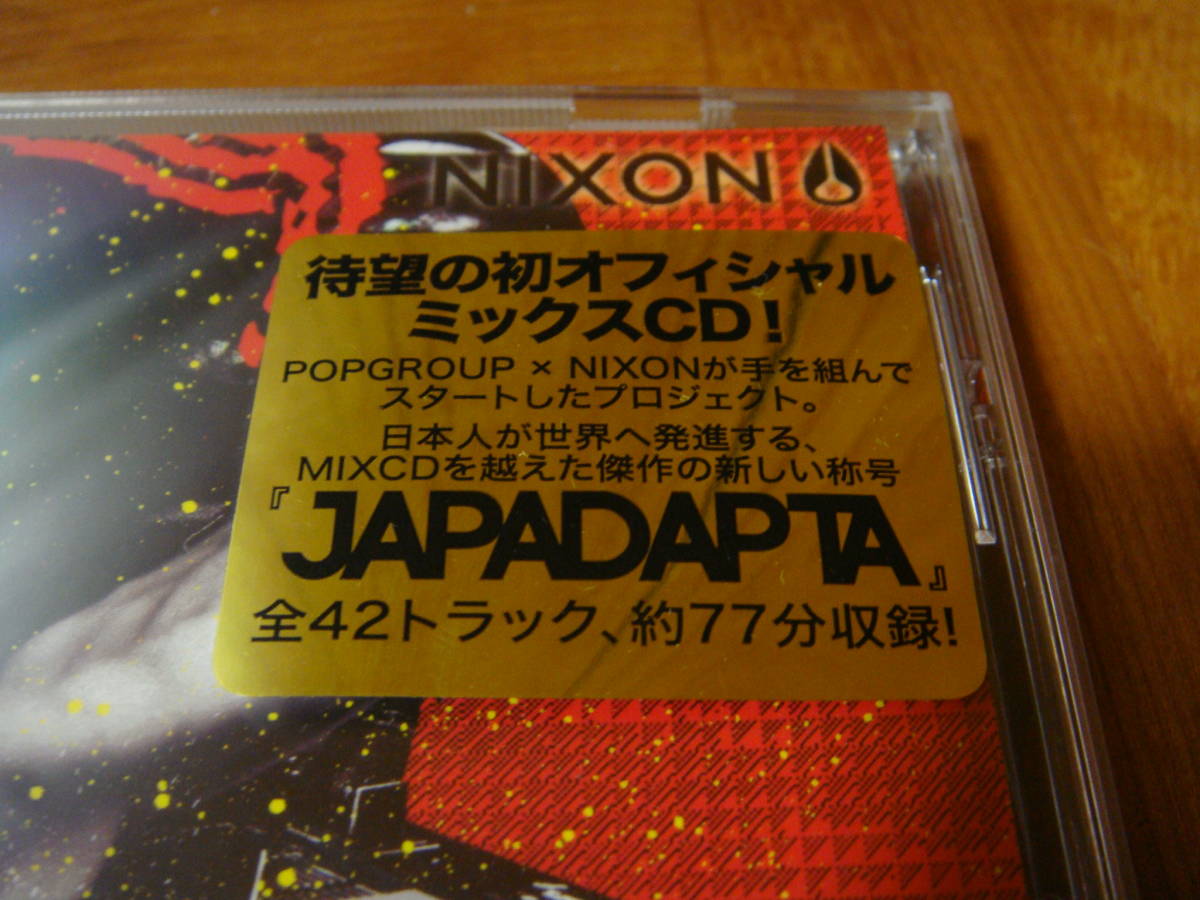 NIXON
待望の初オフィシャル
ミックスCD!
POPGROUP × NIXONが手を組んで
スタートしたプロジェクト。
日本人が世界へ発進する、
MIXCDを越えた傑作の新しい称号
『JAPADAPTA』
全42トラック、約77分収録!